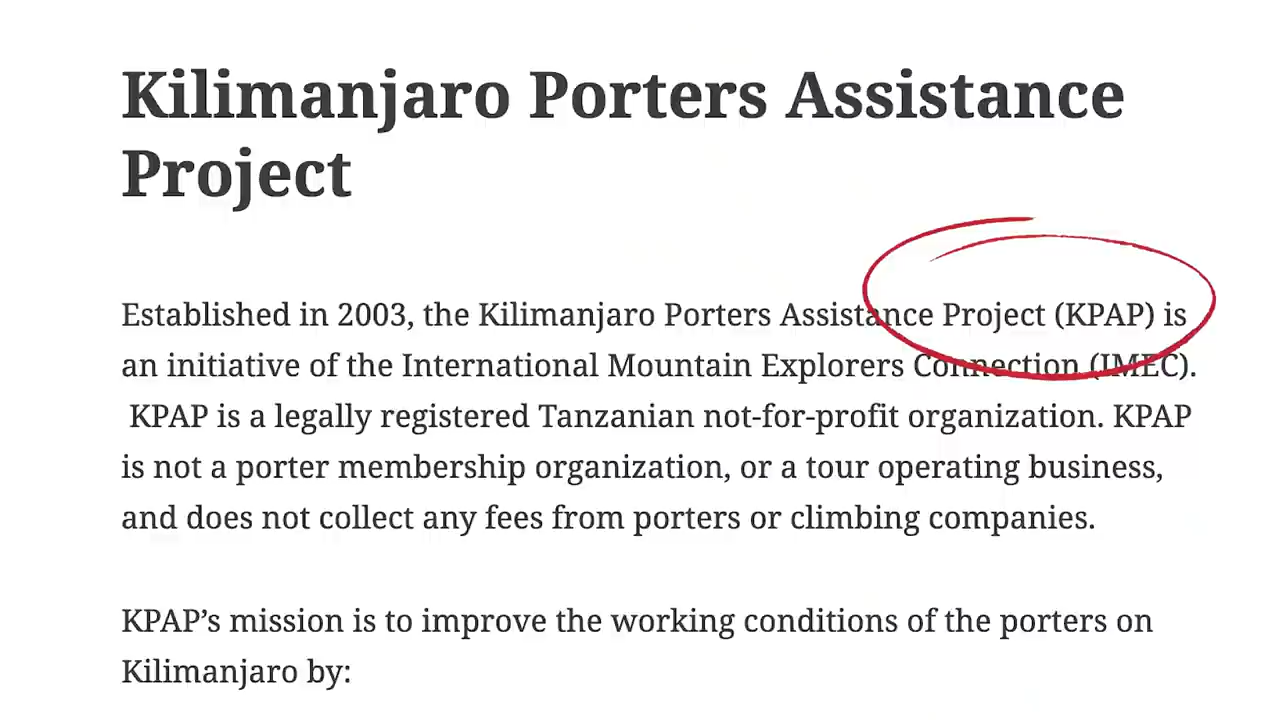 Kilimanjaro Porters Assistance
Project
Established in 2003, the Kilimanjaro Porters Assistance Project (KPAP) is
an initiative of the International Mountain Explorers Connection (IMEC).
KPAP is a legally registered Tanzanian not-for-profit organization. KPAP
is not a porter membership organization, or a tour operating business,
and does not collect any fees from porters or climbing companies.
KPAP’s mission is to improve the working conditions of the porters on
Kilimanjaro by: